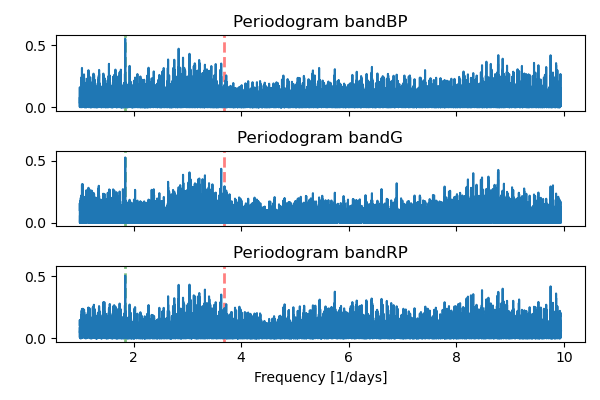 Periodogram bandBP
0.5
0.0
Periodogram bandG
0.5
0.0
Periodogram bandRP
0.5
0.0
2 4 6 8 10
Frequency [1/days]